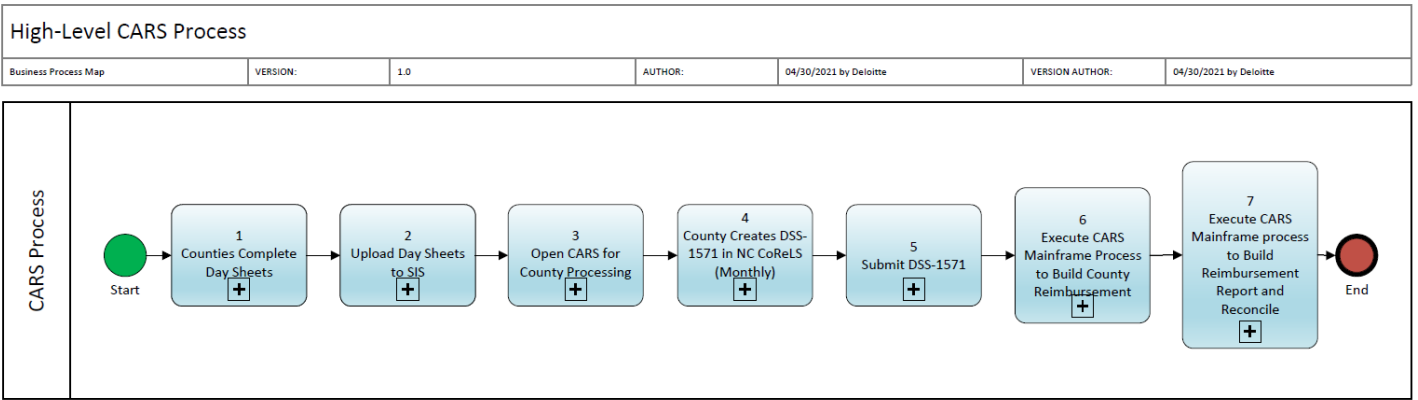 High-Level CARS Process
Business Process Map
VERSION:
1.0
AUTHOR:
04/30/2021 by Deloitte
VERSION AUTHOR:
04/30/2021 by Deloitte
CARS Process
Start
1
Counties Complete
Day Sheets
2
Upload Day Sheets
to SIS
3
Open CARS for
County Processing
4
County Creates DSS-
1571 in NC CoReLS
(Monthly)
5
Submit DSS-1571
6
Execute CARS
Mainframe Process
to Build County
Reimbursement
7
Execute CARS
Mainframe process
to Build
Reimbursement
Report and
Reconcile
End